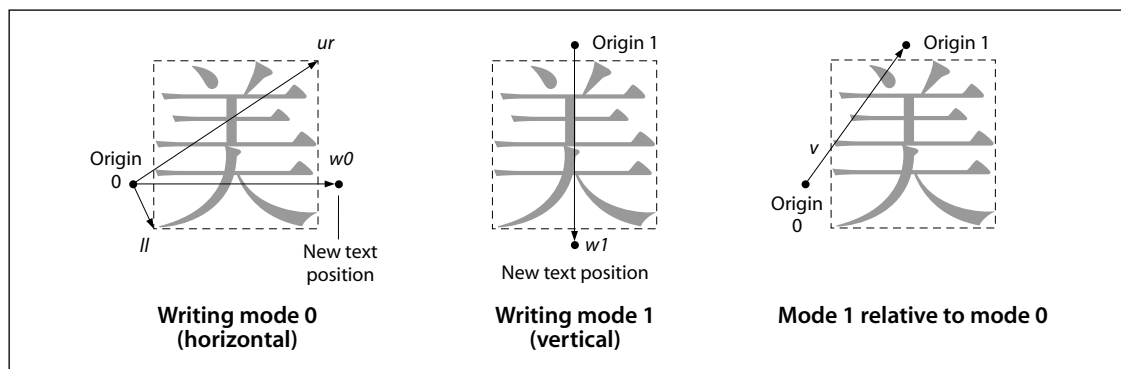 ur
美
Origin
0
w0
ll
New text
position
Writing mode 0
(horizontal)
Origin 1
美
w1
New text position
Writing mode 1
(vertical)
Origin 1
美
v
Origin
0
Mode 1 relative to mode 0